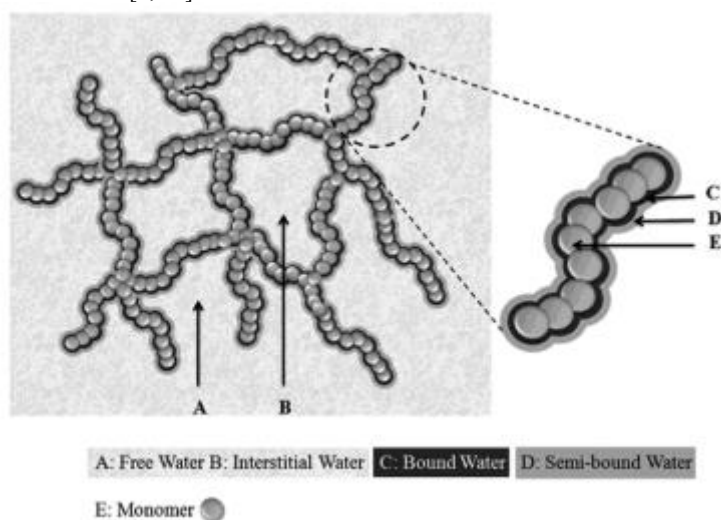 C
D
E
A B
A: Free Water B: Interstitial Water C: Bound Water D: Semi-bound Water
E: Monomer